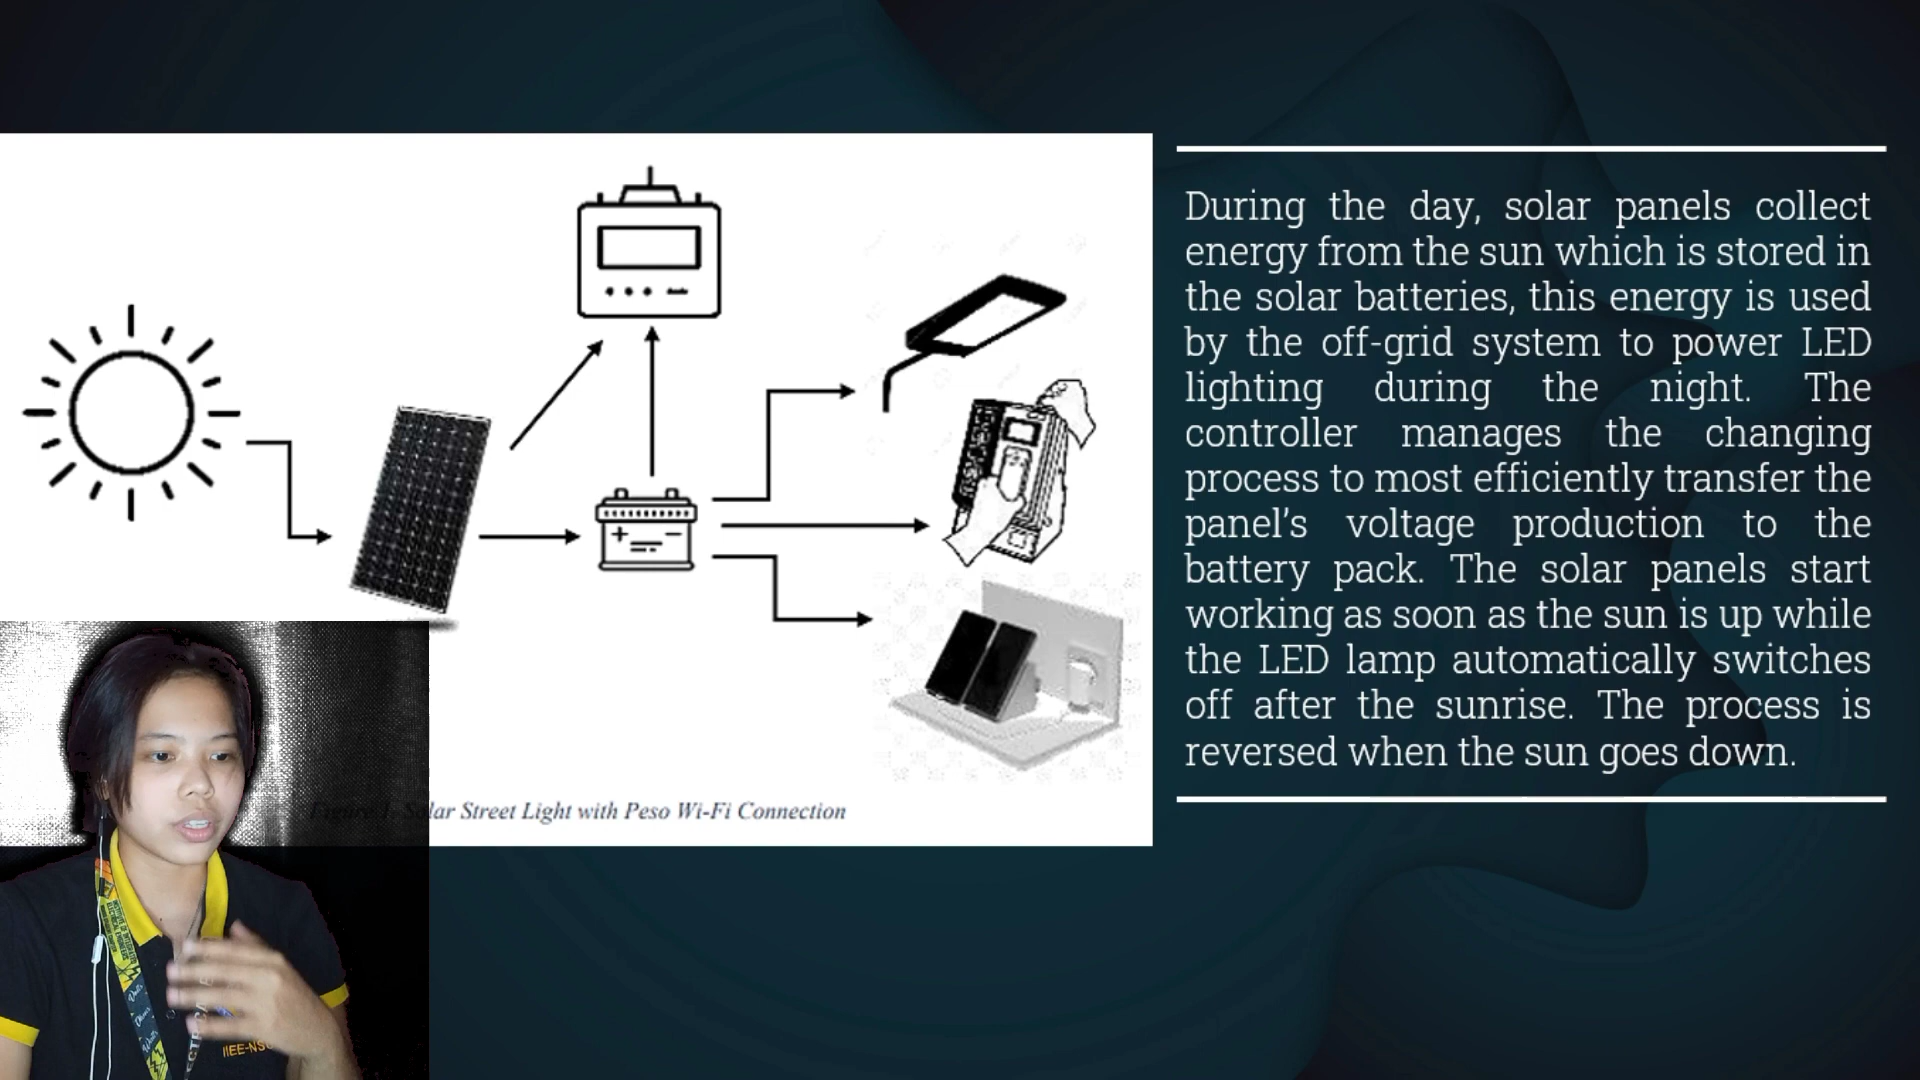 During the day, solar panels collect
energy from the sun which is stored in
the solar batteries, this energy is used
by the off-grid system to power LED
lighting during the night. The
controller manages the changing
process to most efficiently transfer the
panel's voltage production to the
battery pack. The solar panels start
working as soon as the sun is up while
the LED lamp automatically switches
off after the sunrise. The process is
reversed when the sun goes down.
Figure 1. Solar Street Light with Peso Wi-Fi Connection